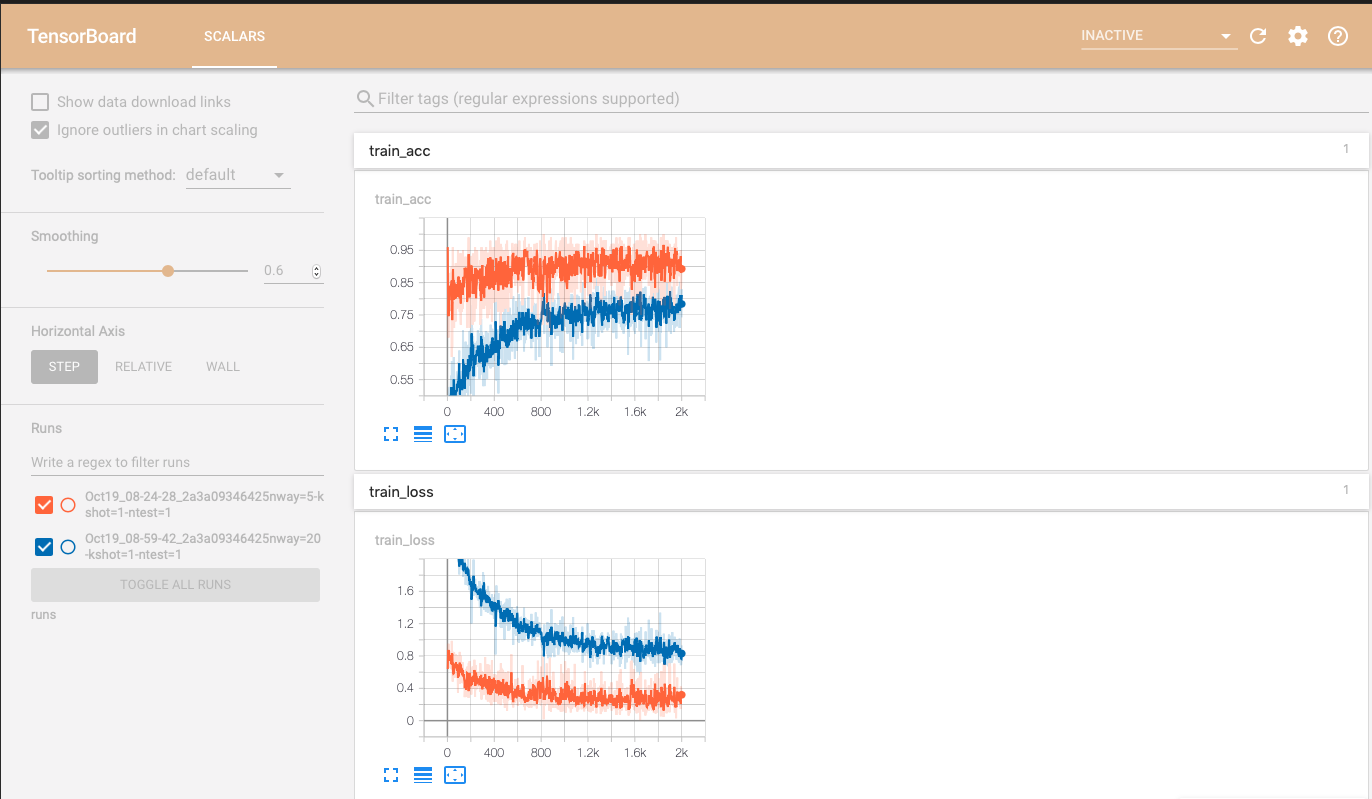 TensorBoard
SCALARS
INACTIVE
Show data download links
Ignore outliers in chart scaling
Tooltip sorting method: default
Smoothing
0.6
Horizontal Axis
STEP RELATIVE WALL
Runs
Write a regex to filter runs
Oct19_08-24-28_2a3a09346425nway=5-k
shot=1-ntest=1
Oct19_08-59-42_2a3a09346425nway=20
-kshot=1-ntest=1
TOGGLE ALL RUNS
runs
Filter tags (regular expressions supported)
train_acc 1
train_acc
0.95
0.85
0.75
0.65
0.55
0 400 800 1.2k 1.6k 2k
train_loss 1
train_loss
1.6
1.2
0.8
0.4
0
0 400 800 1.2k 1.6k 2k